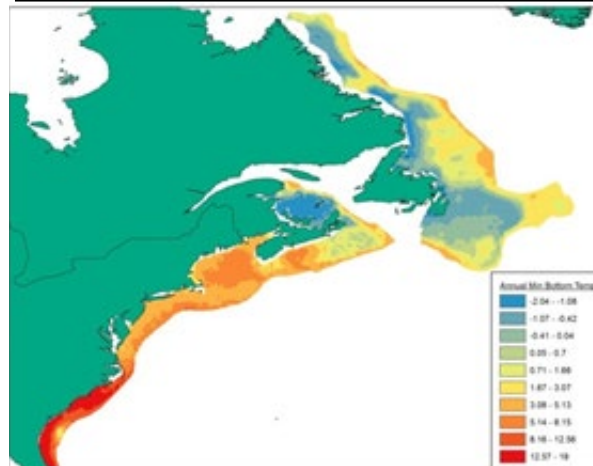 Annual Min Bottom Temp
-2.04 - -1.08
-1.07 - -0.42
-0.41 - 0.04
0.05 - 0.7
0.71 - 1.66
1.67 - 3.07
3.08 - 5.13
5.14 - 8.15
8.16 - 12.56
12.57 - 19